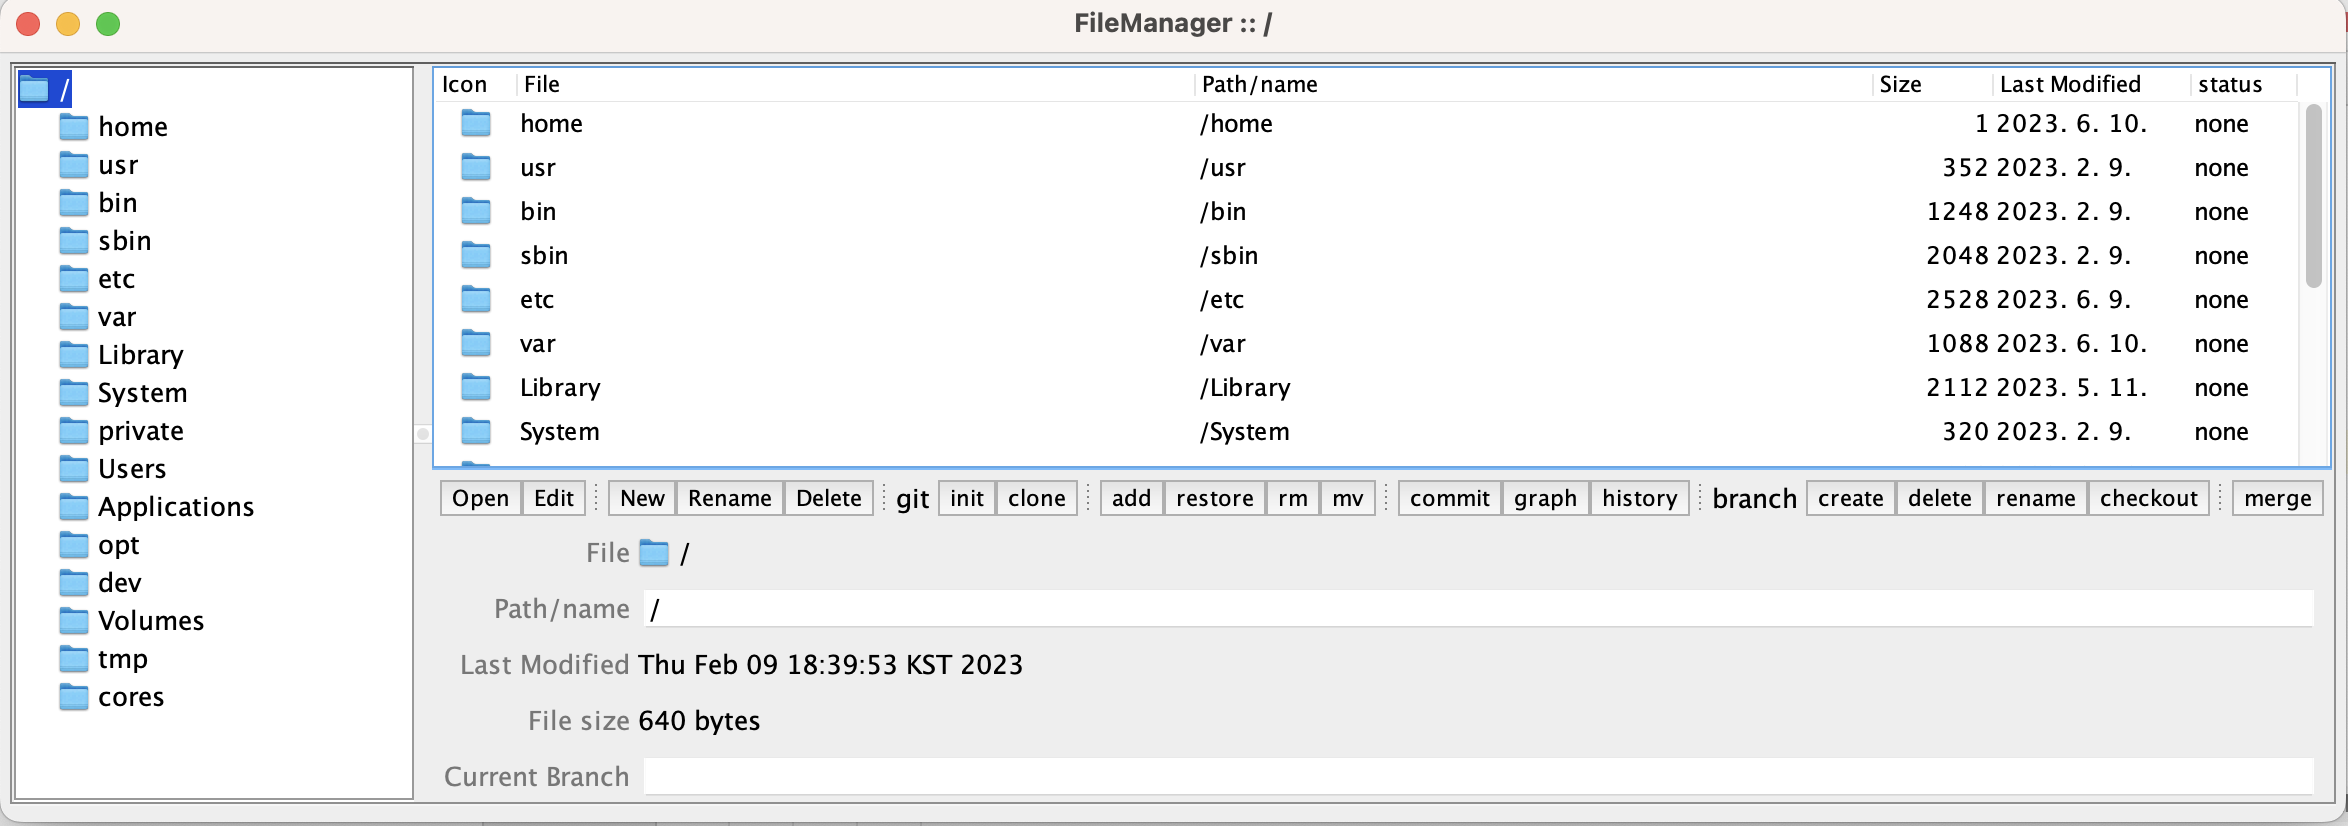 FileManager :: /
/
home
usr
bin
sbin
etc
var
Library
System
private
Users
Applications
opt
dev
Volumes
tmp
cores
Icon File Path/name Size Last Modified status
home /home 1 2023. 6. 10. none
usr /usr 352 2023. 2. 9. none
bin /bin 1248 2023. 2. 9. none
sbin /sbin 2048 2023. 2. 9. none
etc /etc 2528 2023. 6. 9. none
var /var 1088 2023. 6. 10. none
Library /Library 2112 2023. 5. 11. none
System /System 320 2023. 2. 9. none
Open Edit New Rename Delete git init clone add restore rm mv commit graph history branch create delete rename checkout merge
File /
Path/name /
Last Modified Thu Feb 09 18:39:53 KST 2023
File size 640 bytes
Current Branch